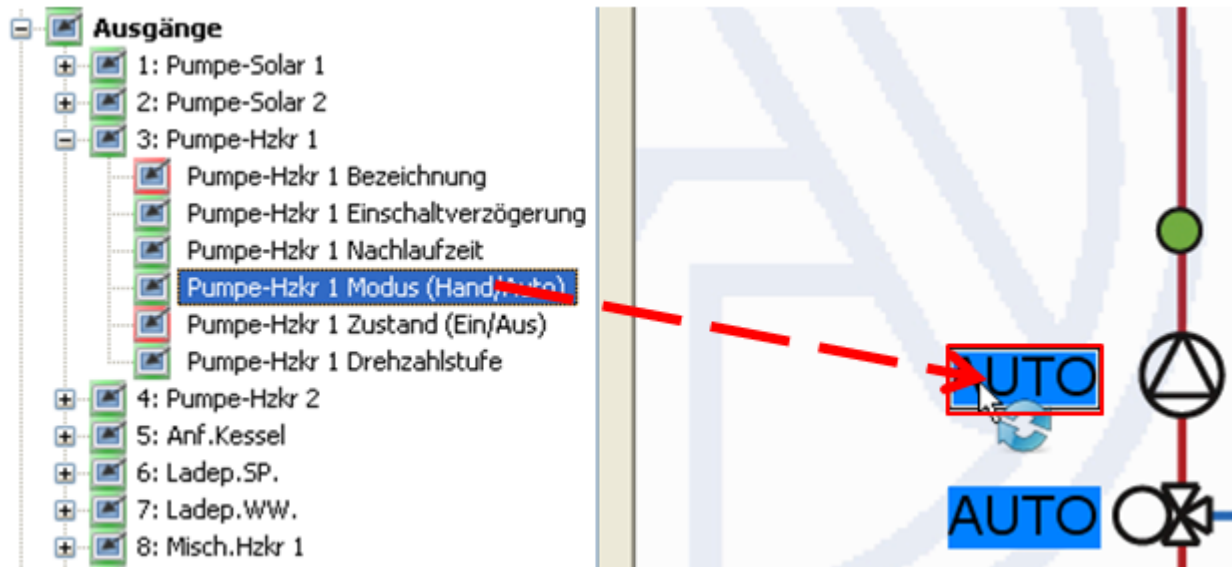 Ausgänge
1: Pumpe-Solar 1
2: Pumpe-Solar 2
3: Pumpe-Hzkr 1
Pumpe-Hzkr 1 Bezeichnung
Pumpe-Hzkr 1 Einschaltverzögerung
Pumpe-Hzkr 1 Nachlaufzeit
Pumpe-Hzkr 1 Modus (Hand/Auto)
Pumpe-Hzkr 1 Zustand (Ein/Aus)
Pumpe-Hzkr 1 Drehzahlstufe
4: Pumpe-Hzkr 2
5: Anf.Kessel
6: Ladep.SP.
7: Ladep.WW.
8: Misch.Hzkr 1
AUTO
AUTO